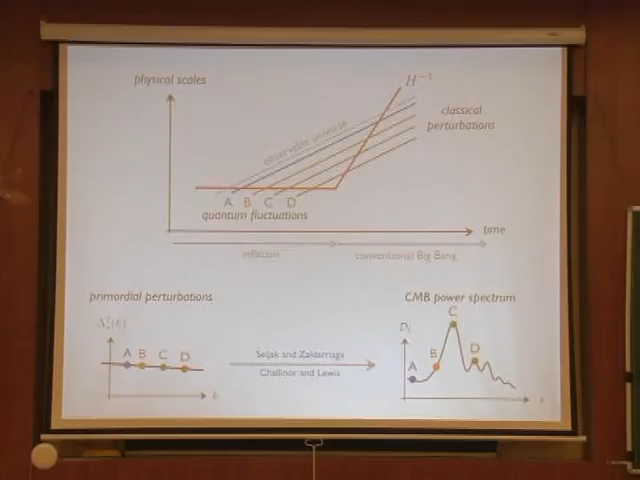 physical scales
H⁻¹
observable universe
classical
perturbations
A B C D
quantum fluctuations
time
inflation
conventional Big Bang
primordial perturbations
CMB power spectrum
C
A B C D
B
D
A
Seljak and Zaldarriaga
Challinor and Lewis
k